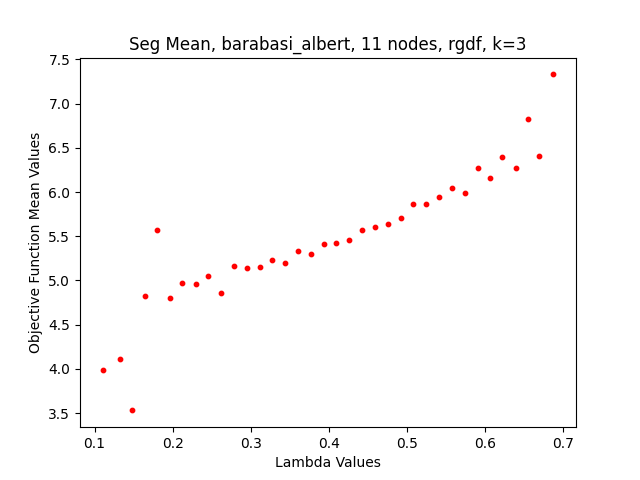 Seg Mean, barabasi_albert, 11 nodes, rgdf, k=3
7.5
7.0
6.5
6.0
5.5
5.0
4.5
4.0
3.5
Objective Function Mean Values
0.1 0.2 0.3 0.4 0.5 0.6 0.7
Lambda Values